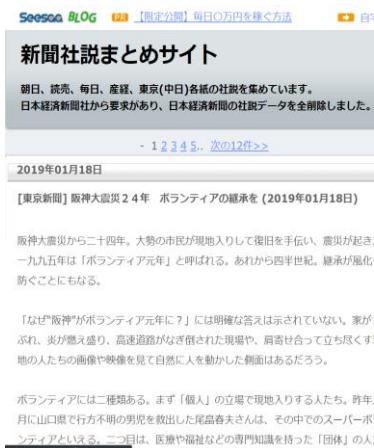 Seesaa BLOG PR 【限定公開】毎日〇万円を稼ぐ方法 自宅
新聞社説まとめサイト
朝日、読売、毎日、産経、東京(中日)各紙の社説を集めています。
日本経済新聞社から要求があり、日本経済新聞の社説データを全削除しました。
- 1 2 3 4 5.. 次の12件>>
2019年01月18日
[東京新聞] 阪神大震災24年 ボランティアの継承を (2019年01月18日)
阪神大震災から二十四年。大勢の市民が現地入りして復旧を手伝い、震災が起き
一九九五年は「ボランティア元年」と呼ばれる。あれから四半世紀。継承が風化
防ぐことにもなる。
「なぜ"阪神"がボランティア元年に?」には明確な答えは示されていない。家が
ぶれ、炎が燃え盛り、高速道路がなぎ倒された現場や、肩寄せ合って立ち尽くす
地の人たちの画像や映像を見て自然に人を動かした側面はあるだろう。
ボランティアには二種類ある。まず「個人」の立場で現地入りする人たち。昨年
月に山口県で行方不明の男児を救出した尾畠春夫さんは、その中でのスーパーボ
ンティアといえる。二つ目は、医療や福祉などの専門知識を持った「団体」の人